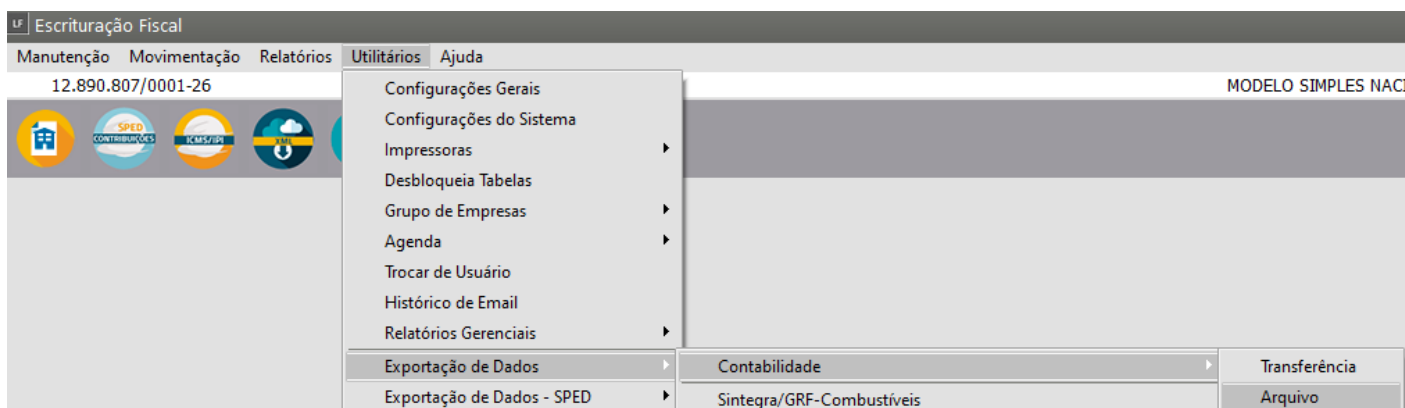 LF Escrituração Fiscal
Manutenção Movimentação Relatórios Utilitários Ajuda
12.890.807/0001-26 MODELO SIMPLES NACI
SPED CONTRIBUIÇÕES ICMS/IPI XML
Configurações Gerais
Configurações do Sistema
Impressoras
Desbloqueia Tabelas
Grupo de Empresas
Agenda
Trocar de Usuário
Histórico de Email
Relatórios Gerenciais
Exportação de Dados Contabilidade Transferência
Exportação de Dados - SPED Sintegra/GRF-Combustíveis Arquivo